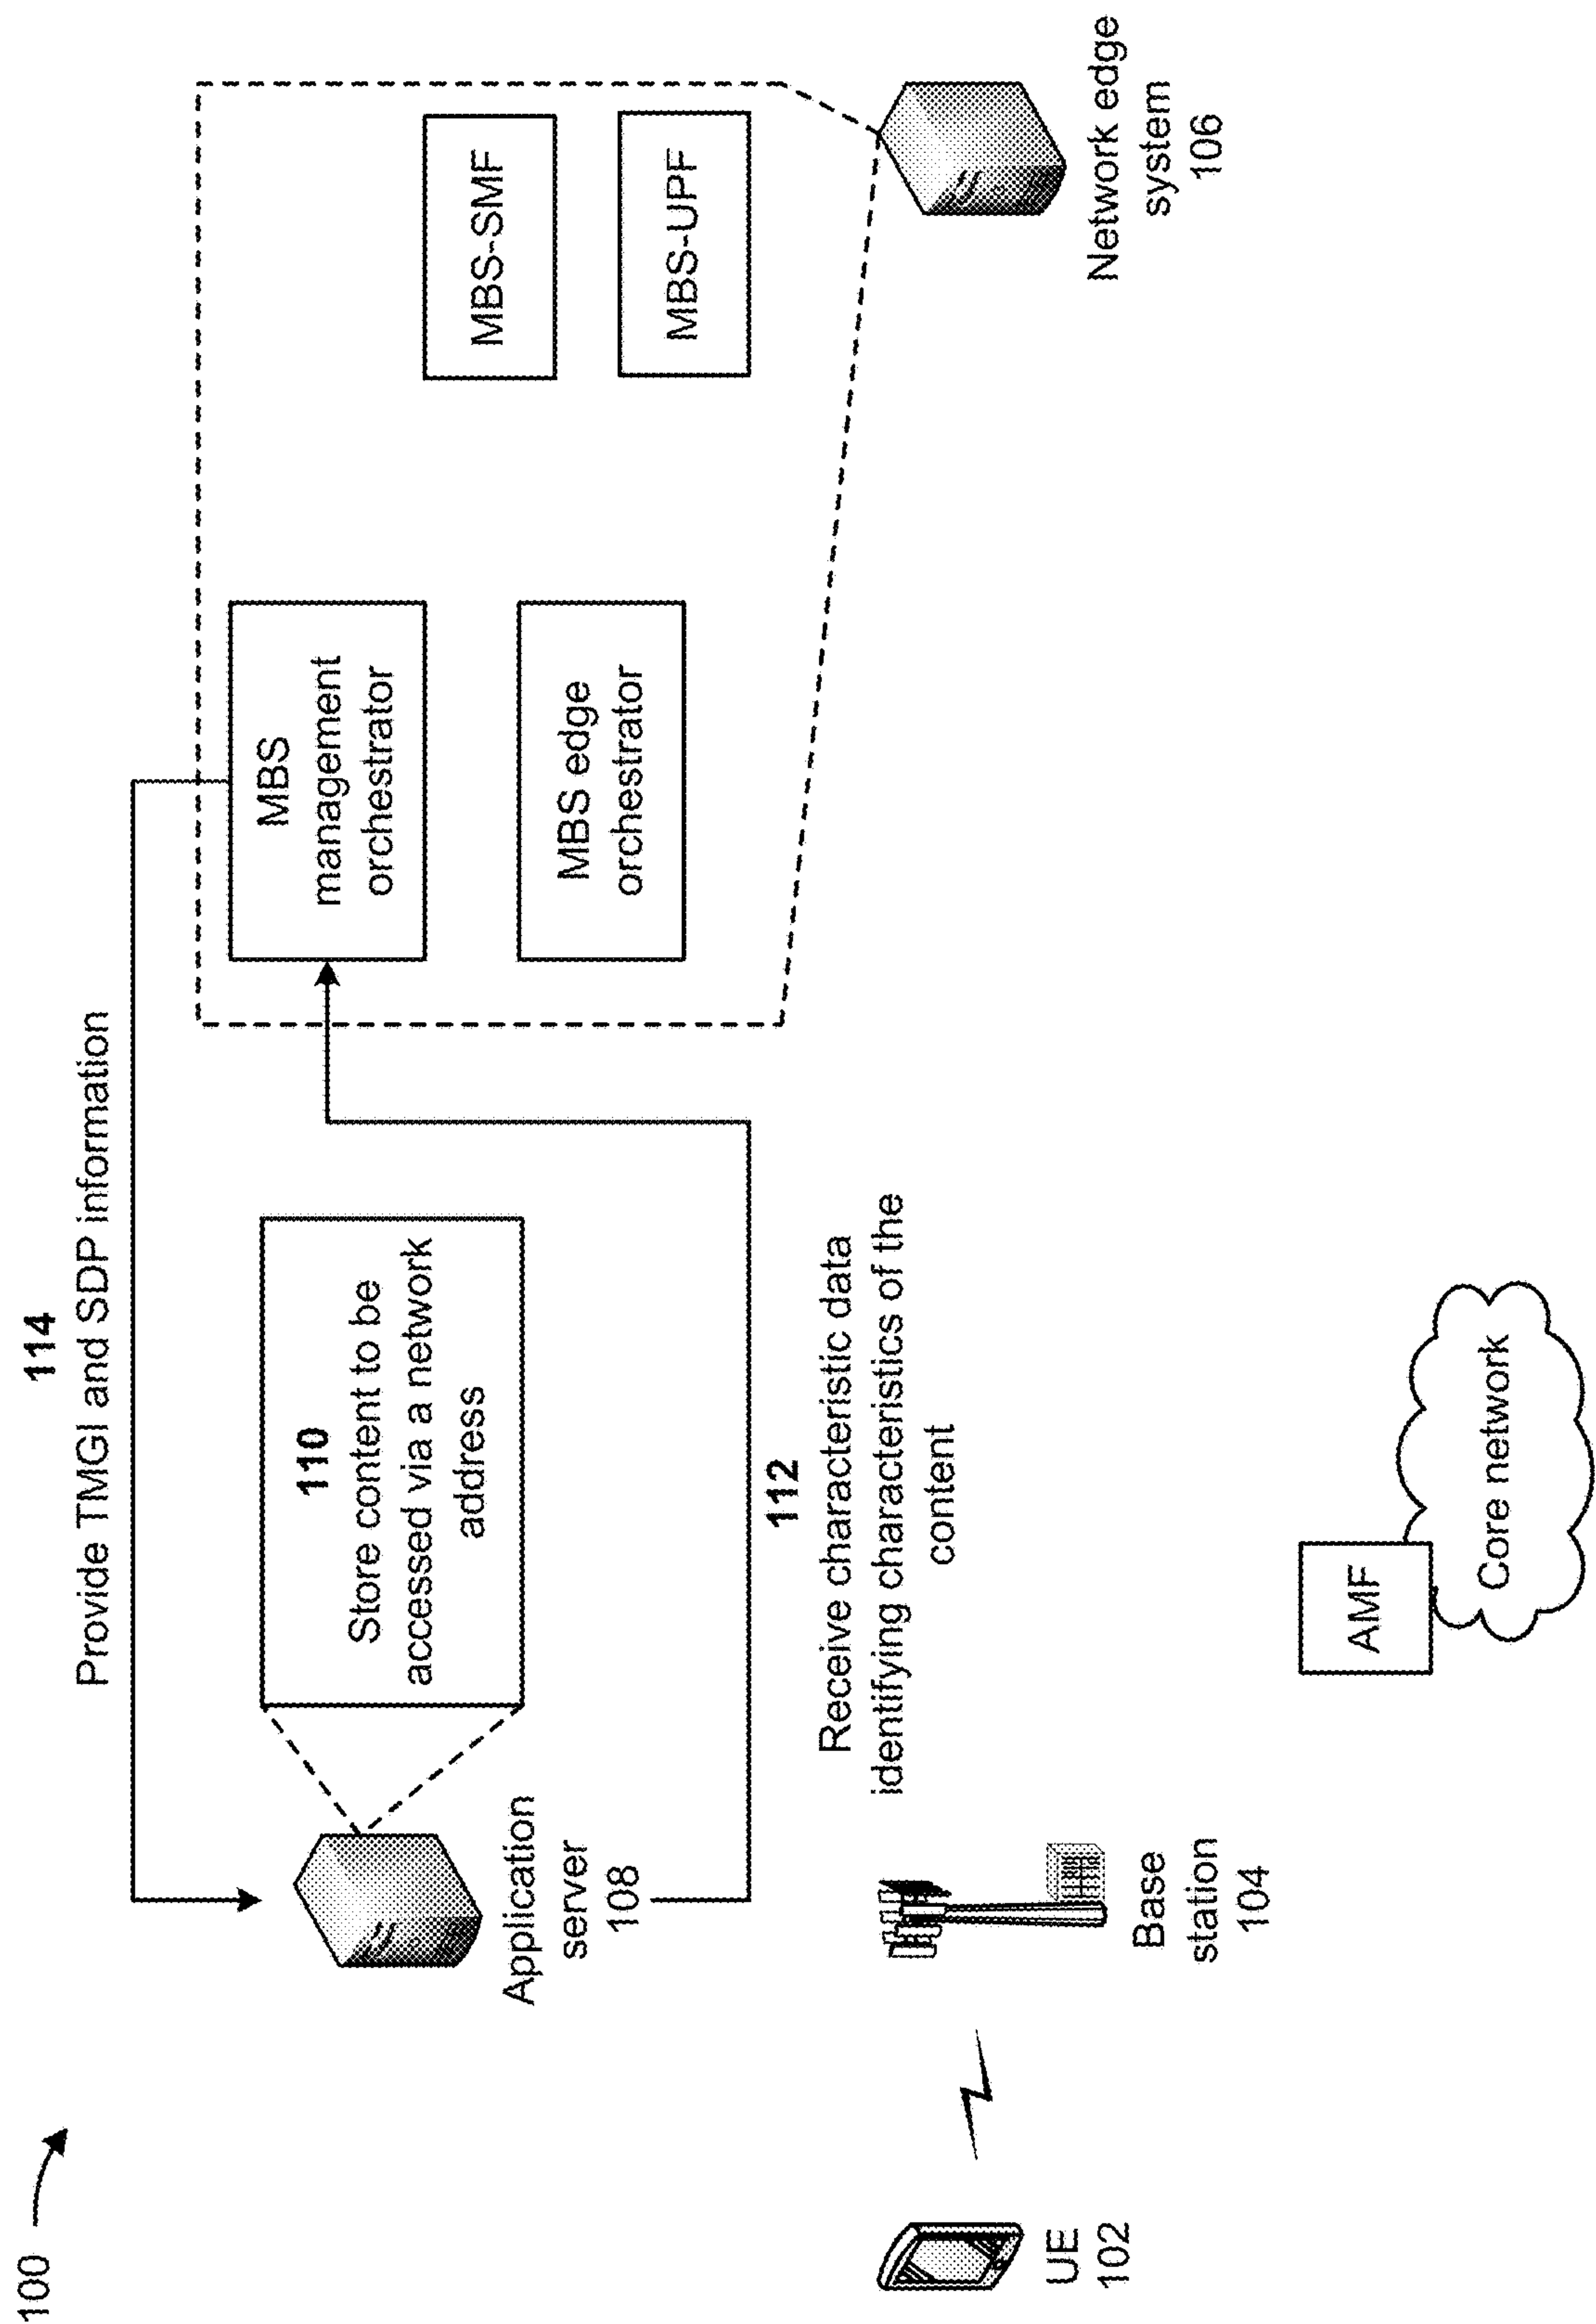 100
114
Provide TMGI and SDP information
110
Store content to be
accessed via a network
address
Application
server
108
112
Receive characteristic data
identifying characteristics of the
content
MBS
management
orchestrator
MBS edge
orchestrator
MBS-SMF
MBS-UPF
Network edge
system
106
UE
102
Base
station
104
AMF
Core network